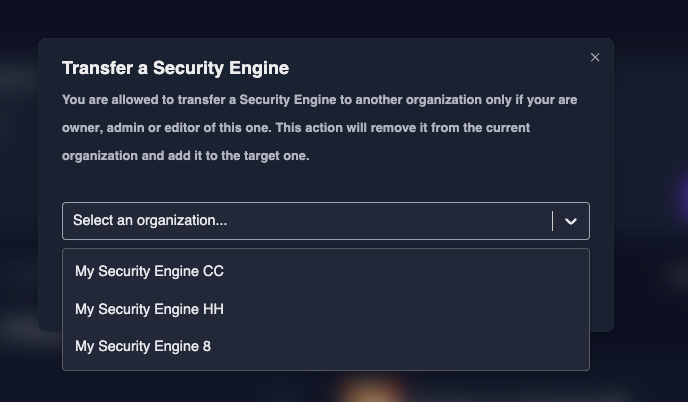 Transfer a Security Engine
You are allowed to transfer a Security Engine to another organization only if your are
owner, admin or editor of this one. This action will remove it from the current
organization and add it to the target one.
Select an organization...
My Security Engine CC
My Security Engine HH
My Security Engine 8